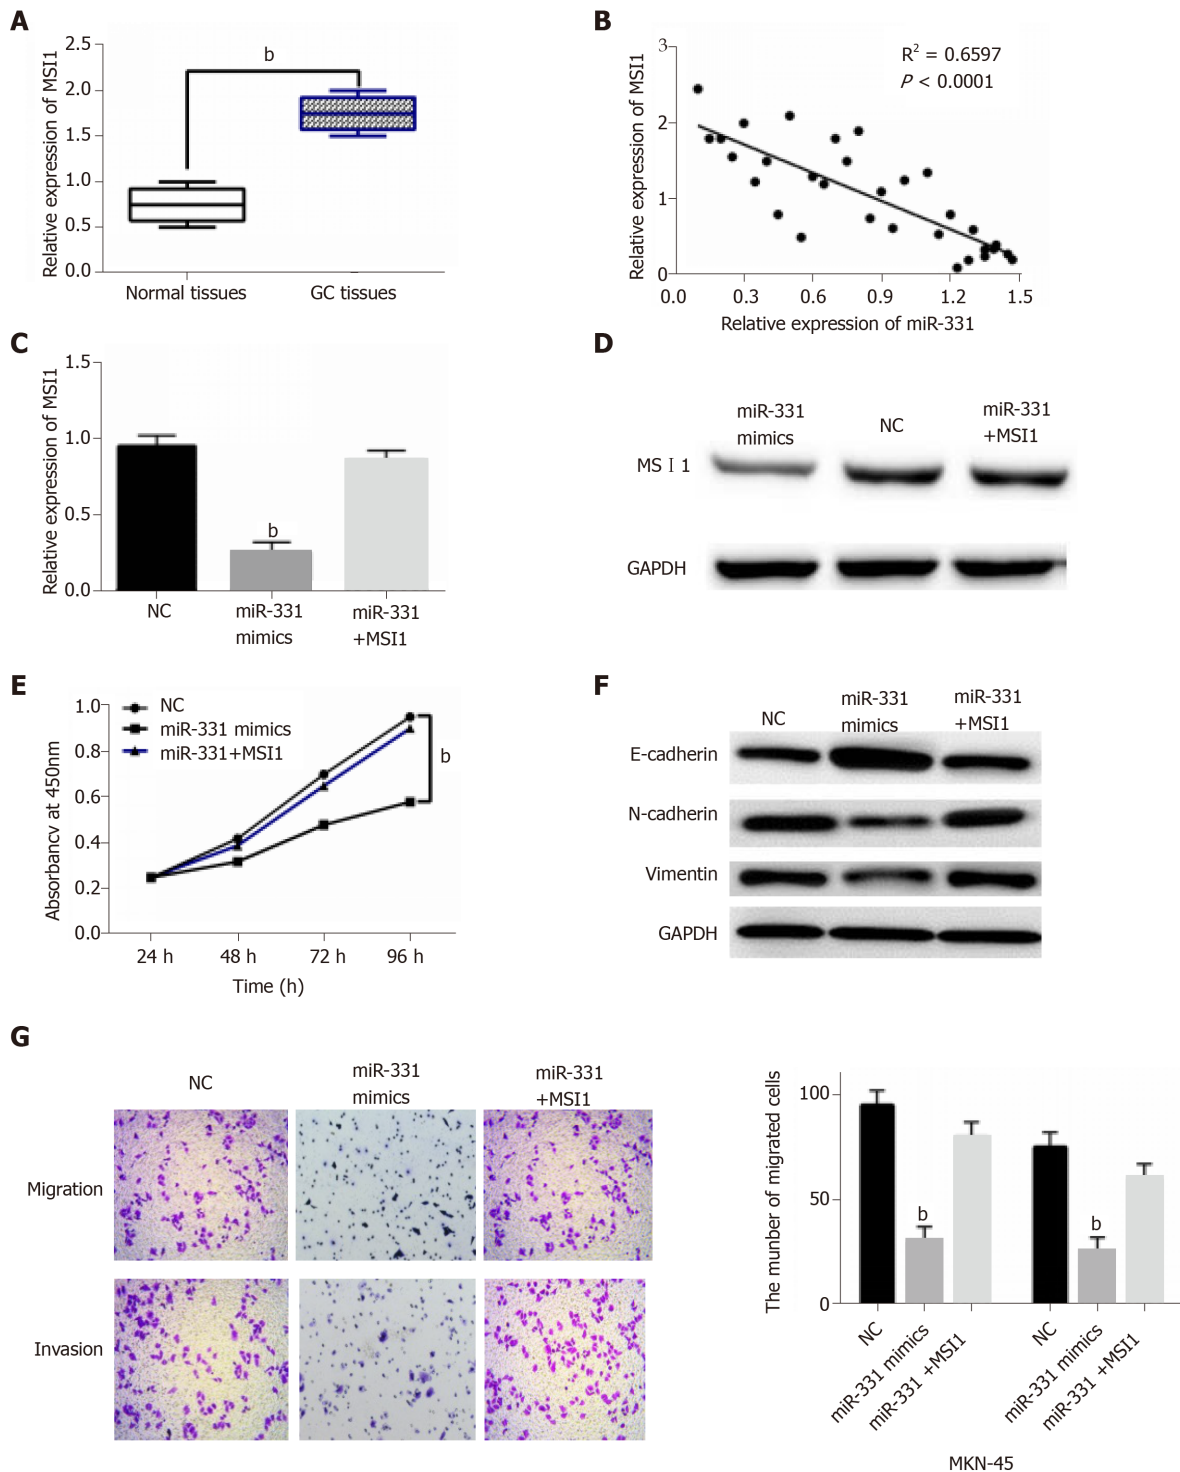 A
Relative expression of MSI1
2.5
2.0
1.5
1.0
0.5
0.0
b
Normal tissues
GC tissues
B
Relative expression of MSI1
3
2
1
0
R² = 0.6597
P < 0.0001
0.0
0.3
0.6
0.9
1.2
1.5
Relative expression of miR-331
C
Relative expression of MSI1
1.5
1.0
0.5
0.0
b
NC
miR-331
mimics
miR-331
+MSI1
D
miR-331
mimics
NC
miR-331
+MSI1
MS I 1
GAPDH
E
Absorbancv at 450nm
1.0
0.8
0.6
0.4
0.2
0.0
NC
miR-331 mimics
miR-331+MSI1
b
24 h
48 h
72 h
96 h
Time (h)
F
NC
miR-331
mimics
miR-331
+MSI1
E-cadherin
N-cadherin
Vimentin
GAPDH
G
NC
miR-331
mimics
miR-331
+MSI1
Migration
Invasion
The munber of migrated cells
100
50
0
b
b
NC
miR-331 mimics
miR-331 +MSI1
NC
miR-331 mimics
miR-331 +MSI1
MKN-45